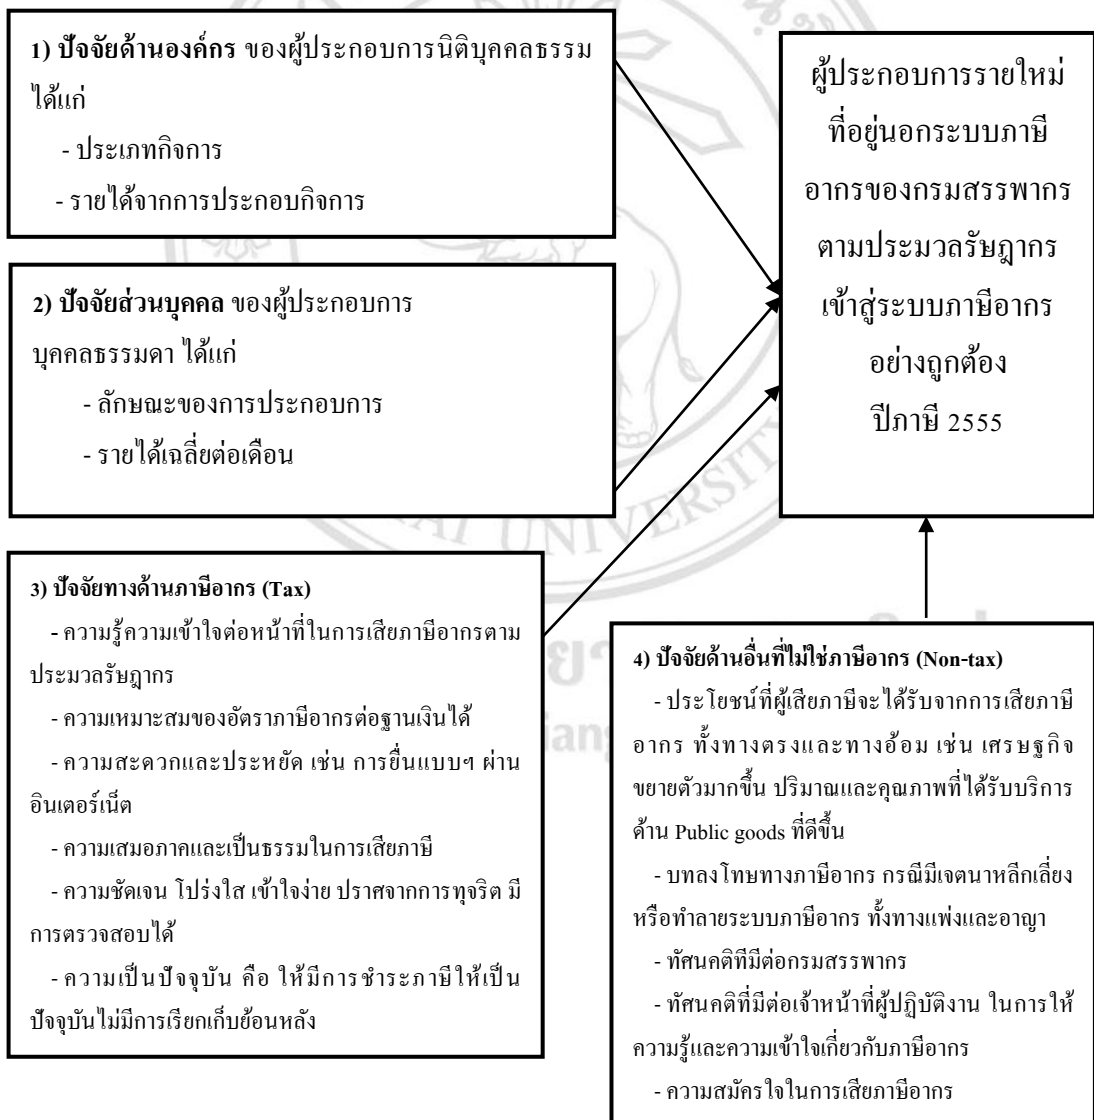 1) ปัจจัยด้านองค์กร ของผู้ประกอบการนิติบุคคลธรรม
ได้แก่
- ประเภทกิจการ
- รายได้จากการประกอบกิจการ
2) ปัจจัยส่วนบุคคล ของผู้ประกอบการ
บุคคลธรรมดา ได้แก่
- ลักษณะของการประกอบการ
- รายได้เฉลี่ยต่อเดือน
3) ปัจจัยทางด้านภาษีอากร (Tax)
- ความรู้ความเข้าใจต่อหน้าที่ในการเสียภาษีอากรตาม
ประมวลรัษฎากร
- ความเหมาะสมของอัตราภาษีอากรต่อฐานเงินได้
- ความสะดวกและประหยัด เช่น การยื่นแบบฯ ผ่าน
อินเตอร์เน็ต
- ความเสมอภาคและเป็นธรรมในการเสียภาษี
- ความชัดเจน โปร่งใส เข้าใจง่าย ปราศจากการทุจริต มี
การตรวจสอบได้
- ความเป็นปัจจุบัน คือ ให้มีการชำระภาษีให้เป็น
ปัจจุบันไม่มีการเรียกเก็บย้อนหลัง
ผู้ประกอบการรายใหม่
ที่อยู่นอกระบบภาษี
อากรของกรมสรรพากร
ตามประมวลรัษฎากร
เข้าสู่ระบบภาษีอากร
อย่างถูกต้อง
ปีภาษี 2555
4) ปัจจัยด้านอื่นที่ไม่ใช่ภาษีอากร (Non-tax)
- ประโยชน์ที่ผู้เสียภาษีจะได้รับจากการเสียภาษี
อากร ทั้งทางตรงและทางอ้อม เช่น เศรษฐกิจ
ขยายตัวมากขึ้น ปริมาณและคุณภาพที่ได้รับบริการ
ด้าน Public goods ที่ดีขึ้น
- บทลงโทษทางภาษีอากร กรณีมีเจตนาหลีกเลี่ยง
หรือทำลายระบบภาษีอากร ทั้งทางแพ่งและอาญา
- ทัศนคติที่มีต่อกรมสรรพากร
- ทัศนคติที่มีต่อเจ้าหน้าที่ผู้ปฏิบัติงาน ในการให้
ความรู้และความเข้าใจเกี่ยวกับภาษีอากร
- ความสมัครใจในการเสียภาษีอากร
UNIVERSITY